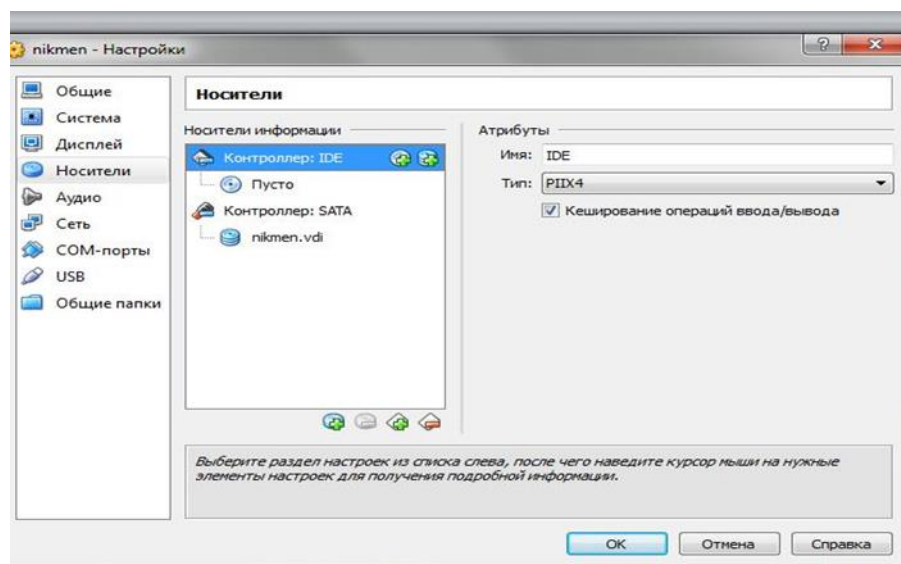 nikmen - Настройки
Общие
Система
Дисплей
Носители
Аудио
Сеть
COM-порты
USB
Общие папки
Носители
Носители информации
Контроллер: IDE
Пусто
Контроллер: SATA
nikmen.vdi
Атрибуты
Имя: IDE
Тип: PIIX4
Кеширование операций ввода/вывода
Выберите раздел настроек из списка слева, после чего наведите курсор мыши на нужные
элементы настроек для получения подробной информации.
OK Отмена Справка